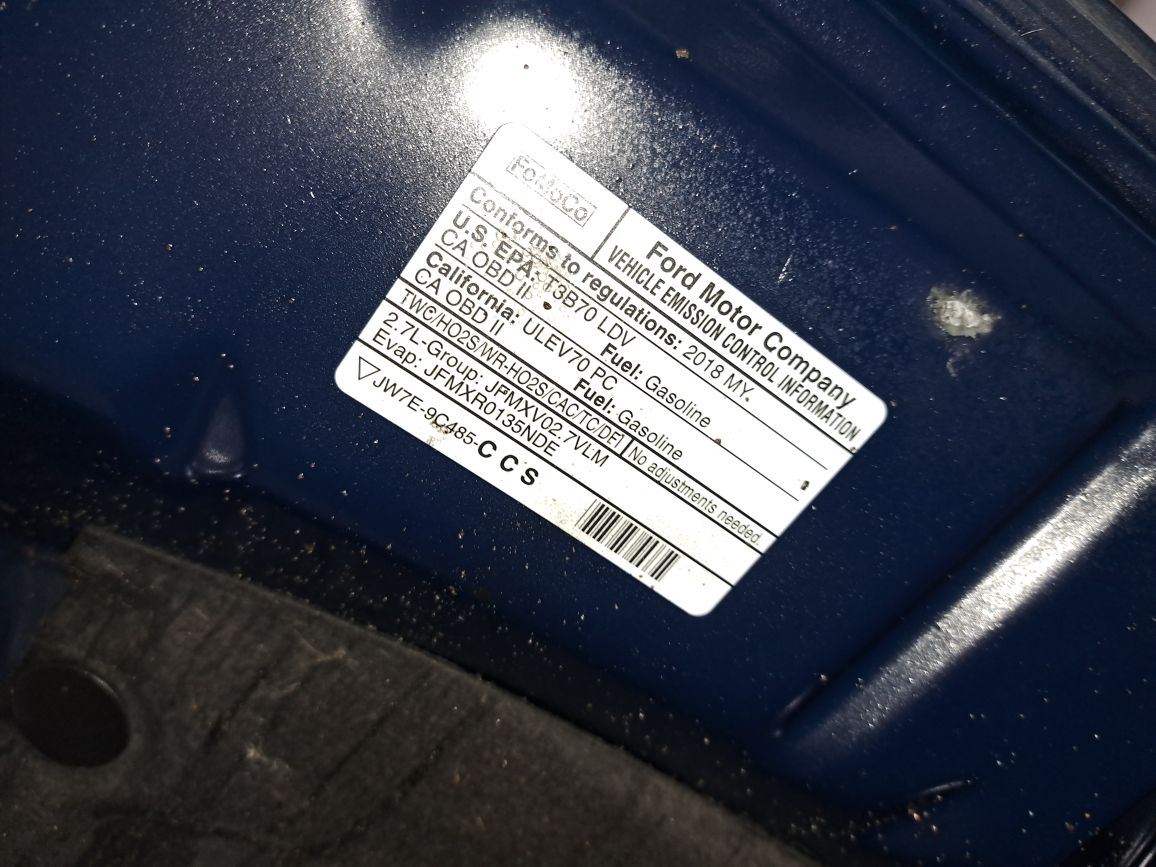 FoMoCo
Ford Motor Company
VEHICLE EMISSION CONTROL INFORMATION
Conforms to regulations: 2018 MY.
U.S. EPA: T3B70 LDV Fuel: Gasoline
CA OBD II
California: ULEV70 PC Fuel: Gasoline
CA OBD II
TWC/HO2S/WR-HO2S/CAC/TC/DFI No adjustments needed.
2.7L-Group: JFMXV02.7VLM
Evap: JFMXR0135NDE
JW7E-9C485-CCS